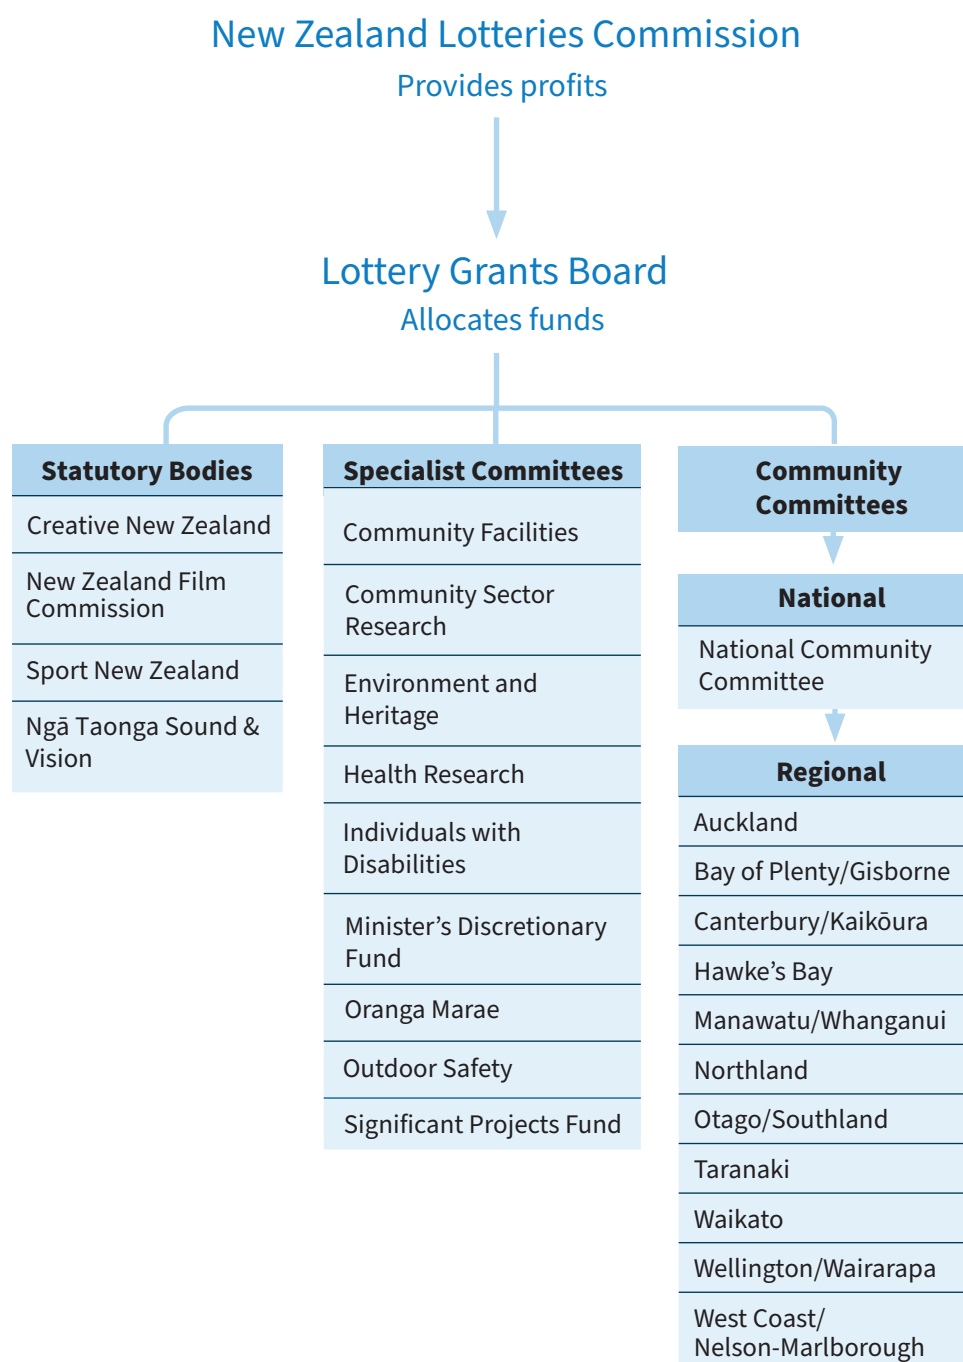 New Zealand Lotteries Commission
Provides profits
Lottery Grants Board
Allocates funds
Statutory Bodies
Creative New Zealand
New Zealand Film
Commission
Sport New Zealand
Ngā Taonga Sound &
Vision
Specialist Committees
Community Facilities
Community Sector
Research
Environment and
Heritage
Health Research
Individuals with
Disabilities
Minister’s Discretionary
Fund
Oranga Marae
Outdoor Safety
Significant Projects Fund
Community
Committees
National
National Community
Committee
Regional
Auckland
Bay of Plenty/Gisborne
Canterbury/Kaikōura
Hawke’s Bay
Manawatu/Whanganui
Northland
Otago/Southland
Taranaki
Waikato
Wellington/Wairarapa
West Coast/
Nelson-Marlborough